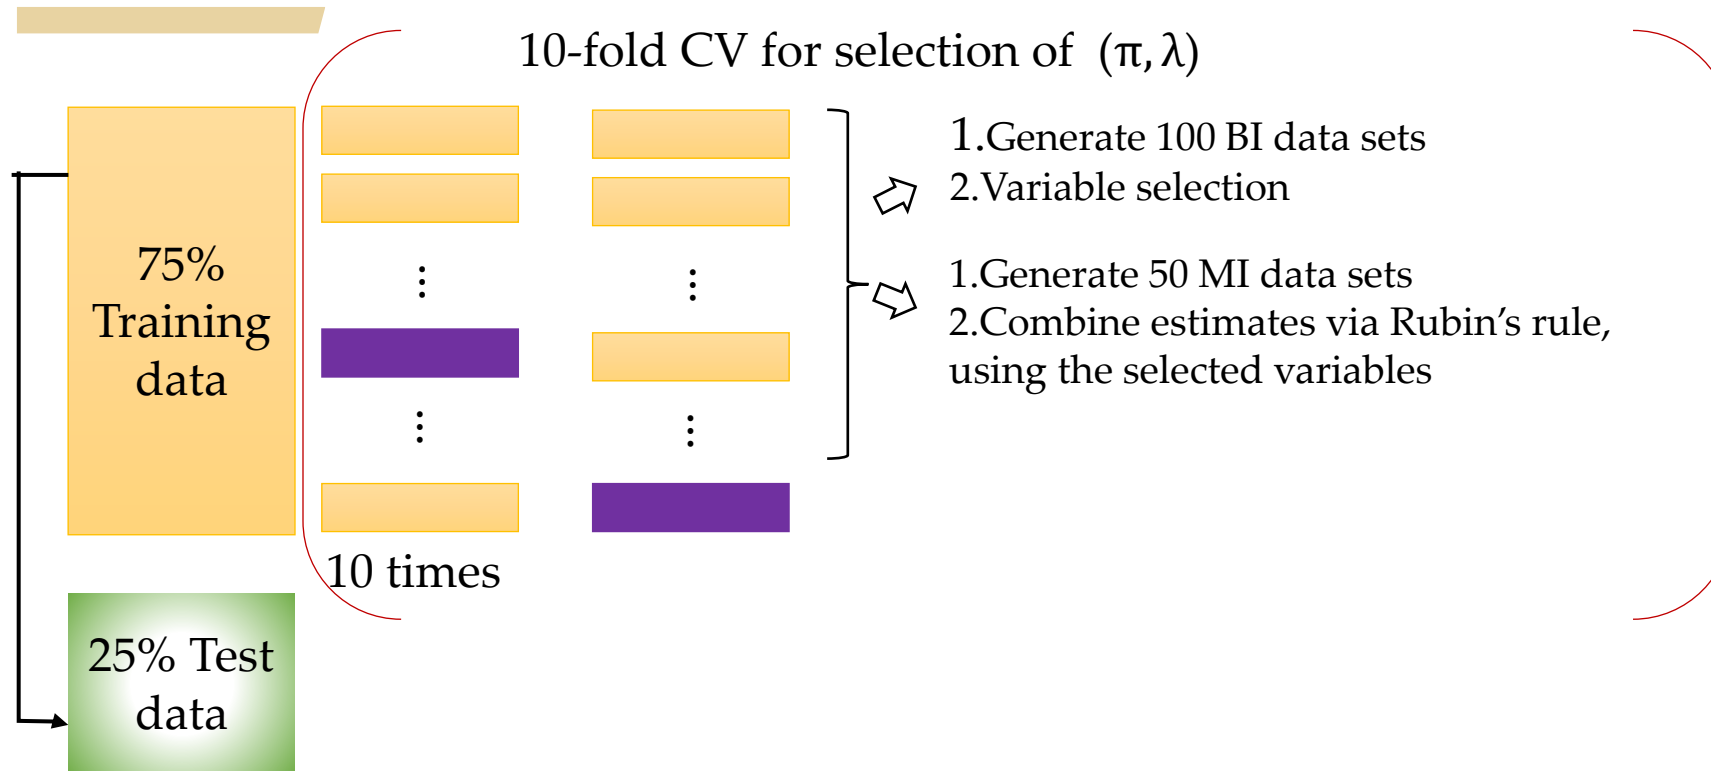 10-fold CV for selection of (π, λ)
75%
Training
data
⋮
⋮
⋮
⋮
10 times
1.Generate 100 BI data sets
2.Variable selection
1.Generate 50 MI data sets
2.Combine estimates via Rubin’s rule,
using the selected variables
25% Test
data